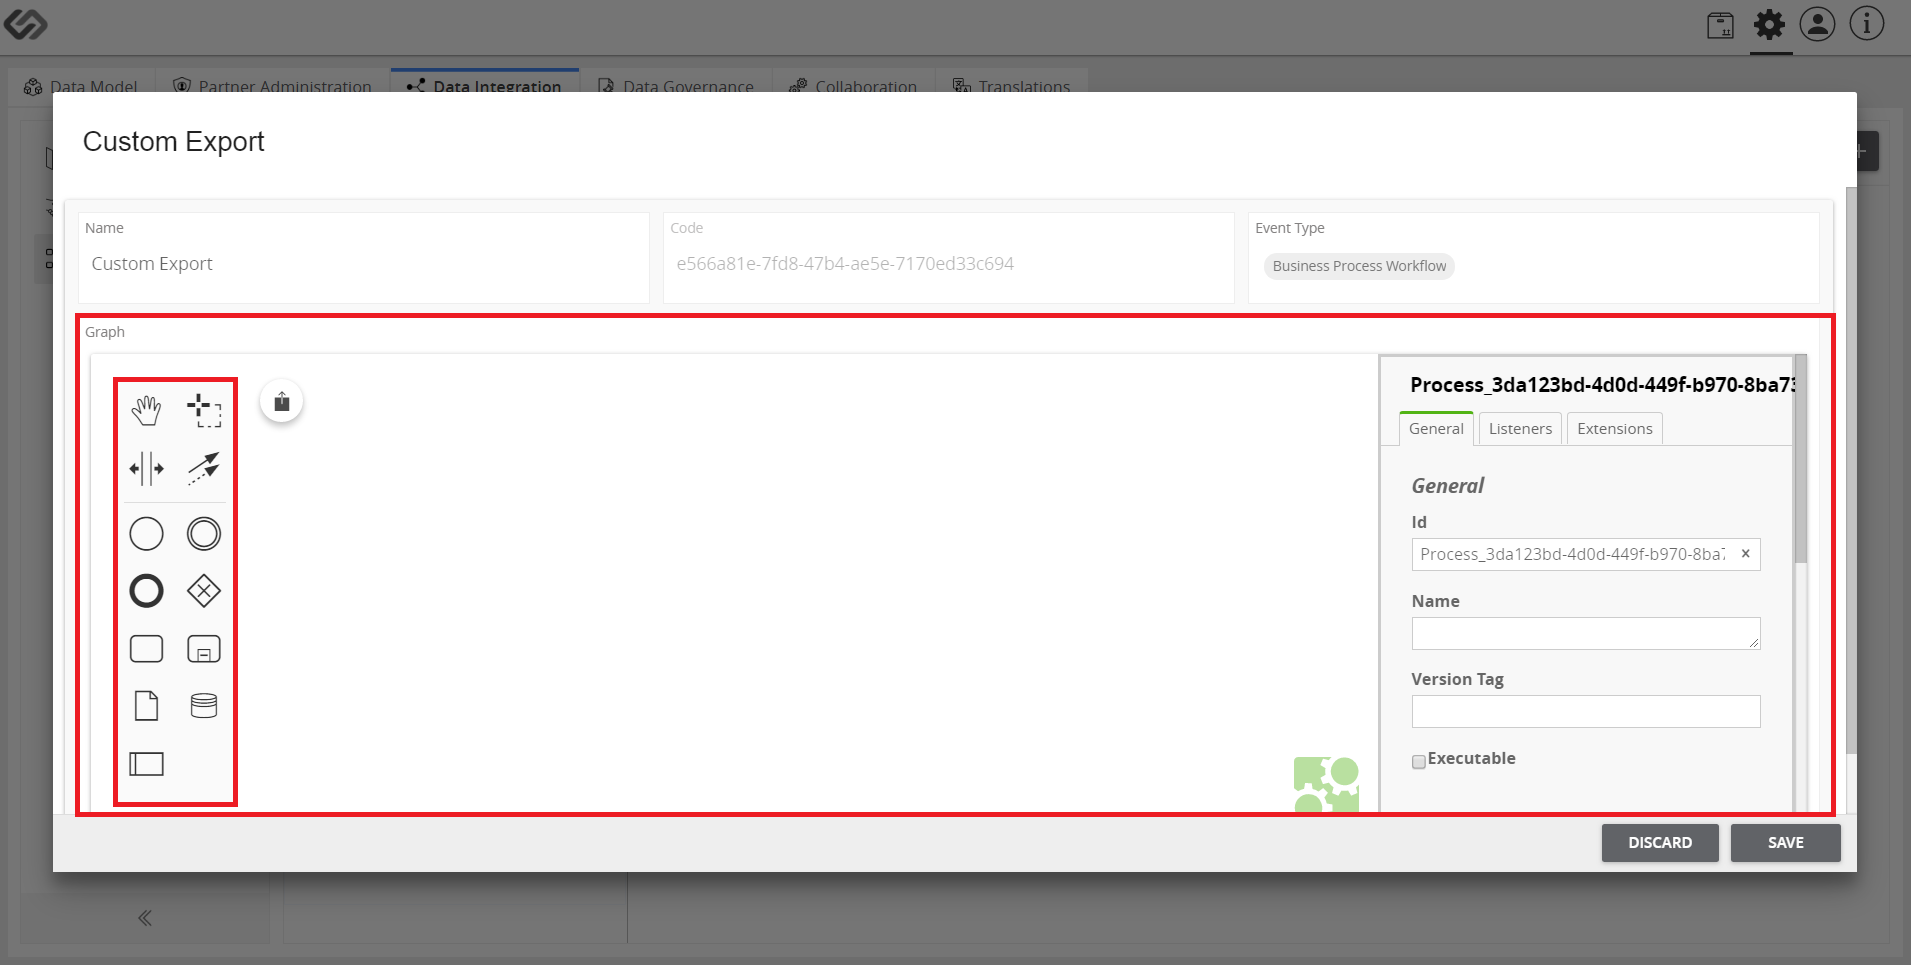 Data Model
Partner Administration
Data Integration
Data Governance
Collaboration
Translations
Custom Export
Name
Custom Export
Code
e566a81e-7fd8-47b4-ae5e-7170ed33c694
Event Type
Business Process Workflow
Graph
Process_3da123bd-4d0d-449f-b970-8ba73
General
Listeners
Extensions
General
Id
Process_3da123bd-4d0d-449f-b970-8ba7
Name
Version Tag
Executable
DISCARD
SAVE